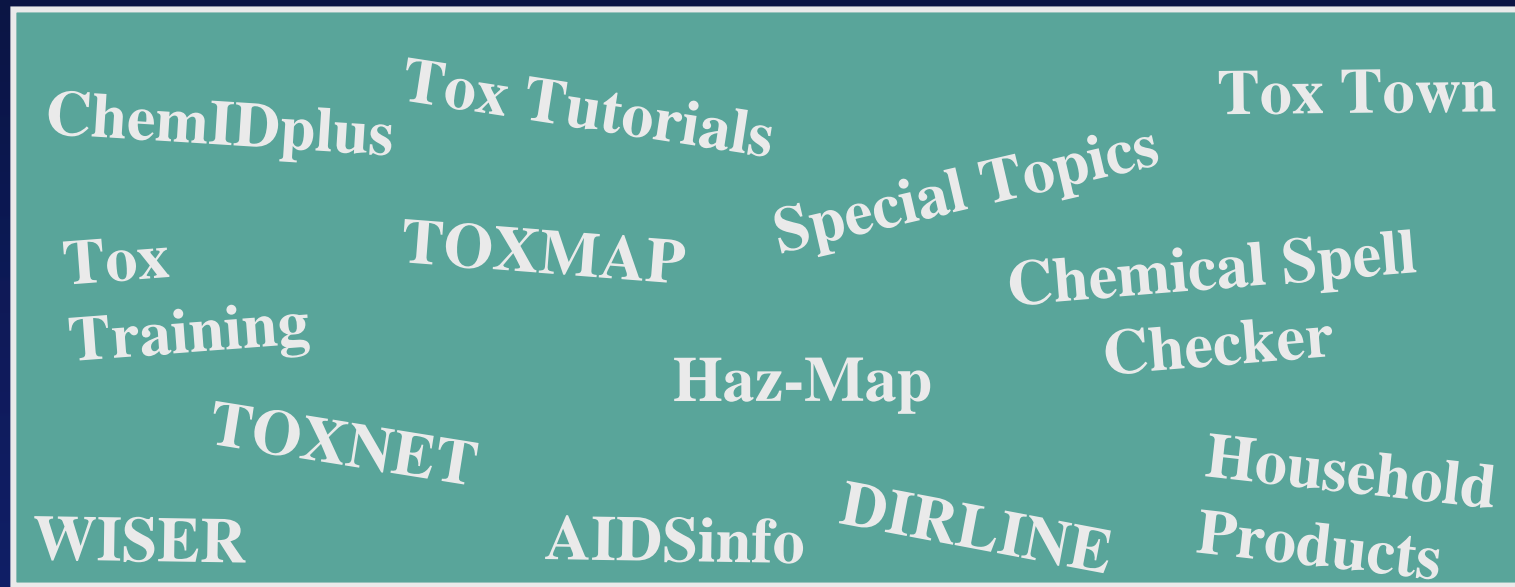 ChemIDplus
Tox Tutorials
Tox Town
Special Topics
Tox
Training
TOXMAP
Chemical Spell
Checker
Haz-Map
TOXNET
Household
Products
WISER
AIDSinfo
DIRLINE